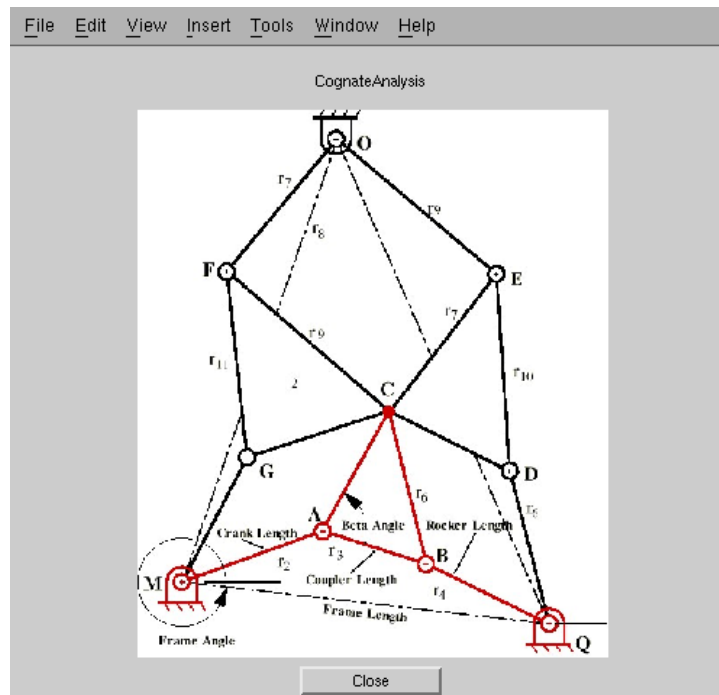 File Edit View Insert Tools Window Help
CognateAnalysis
O
r7
r9
r8
F
E
r7
r9
r11
r10
2
C
G
D
r6
A
Beta Angle
Rocker Length
Crank Length
r3
B
r2
Coupler Length
r4
M
Frame Length
Frame Angle
Q
Close